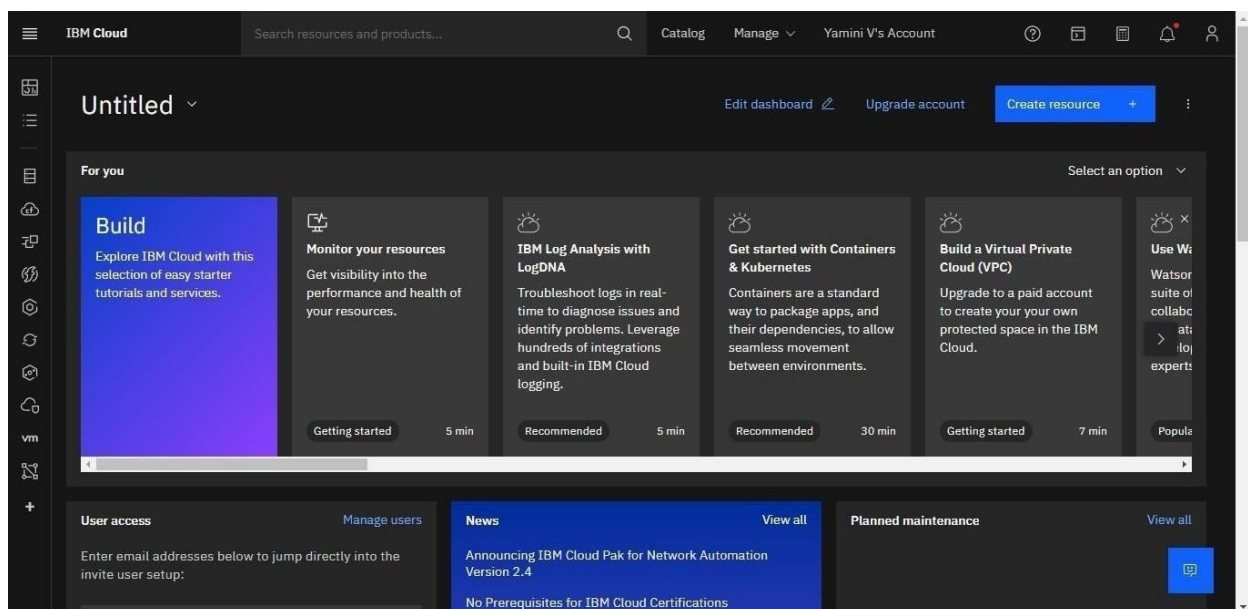 IBM Cloud
Search resources and products...
Catalog
Manage
Yamini V's Account
Untitled
Edit dashboard
Upgrade account
Create resource +
For you
Select an option
Build
Explore IBM Cloud with this
selection of easy starter
tutorials and services.
Monitor your resources
Get visibility into the
performance and health of
your resources.
Getting started
5 min
IBM Log Analysis with
LogDNA
Troubleshoot logs in real-
time to diagnose issues and
identify problems. Leverage
hundreds of integrations
and built-in IBM Cloud
logging.
Recommended
5 min
Get started with Containers
& Kubernetes
Containers are a standard
way to package apps, and
their dependencies, to allow
seamless movement
between environments.
Recommended
30 min
Build a Virtual Private
Cloud (VPC)
Upgrade to a paid account
to create your your own
protected space in the IBM
Cloud.
Getting started
7 min
Use Wa
Watsor
suite of
collabo
experts
Popula
vm
User access
Manage users
Enter email addresses below to jump directly into the
invite user setup:
News
View all
Announcing IBM Cloud Pak for Network Automation
Version 2.4
No Prerequisites for IBM Cloud Certifications
Planned maintenance
View all